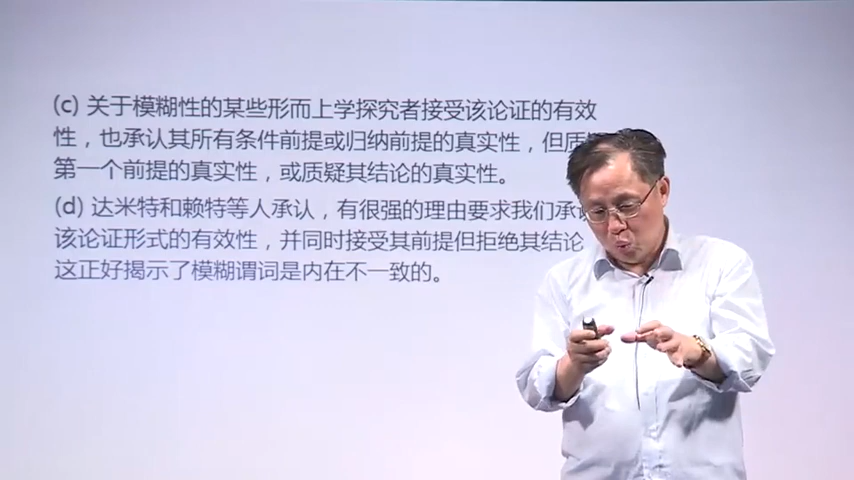 (c) 关于模糊性的某些形而上学探究者接受该论证的有效
性，也承认其所有条件前提或归纳前提的真实性，但质
第一个前提的真实性，或质疑其结论的真实性。
(d) 达米特和赖特等人承认，有很强的理由要求我们承
该论证形式的有效性，并同时接受其前提但拒绝其结论
这正好揭示了模糊谓词是内在不一致的。